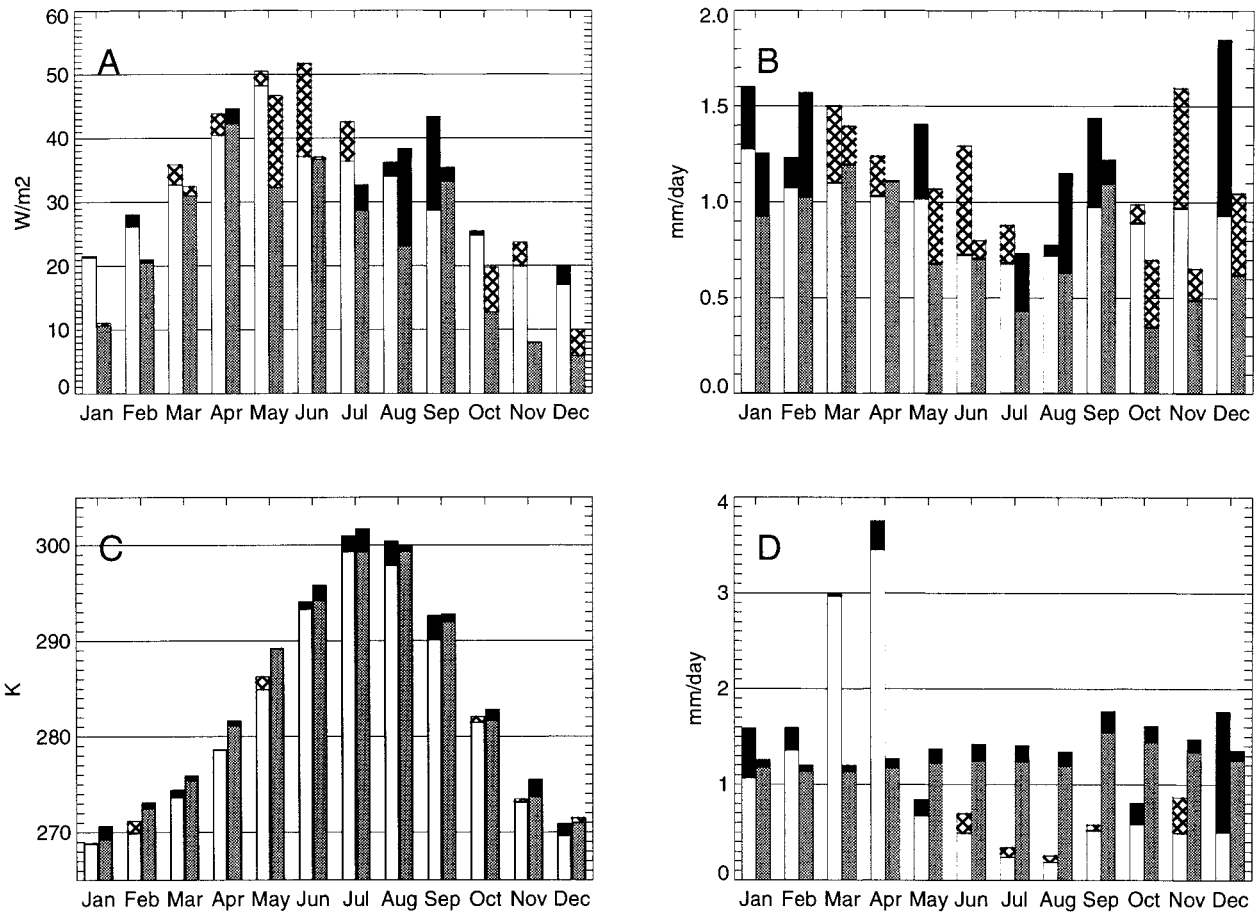 60
50
40
30
20
10
0
W/m2
A
Jan Feb Mar Apr May Jun Jul Aug Sep Oct Nov Dec
2.0
1.5
1.0
0.5
0.0
mm/day
B
Jan Feb Mar Apr May Jun Jul Aug Sep Oct Nov Dec
300
290
280
270
K
C
Jan Feb Mar Apr May Jun Jul Aug Sep Oct Nov Dec
4
3
2
1
0
mm/day
D
Jan Feb Mar Apr May Jun Jul Aug Sep Oct Nov Dec